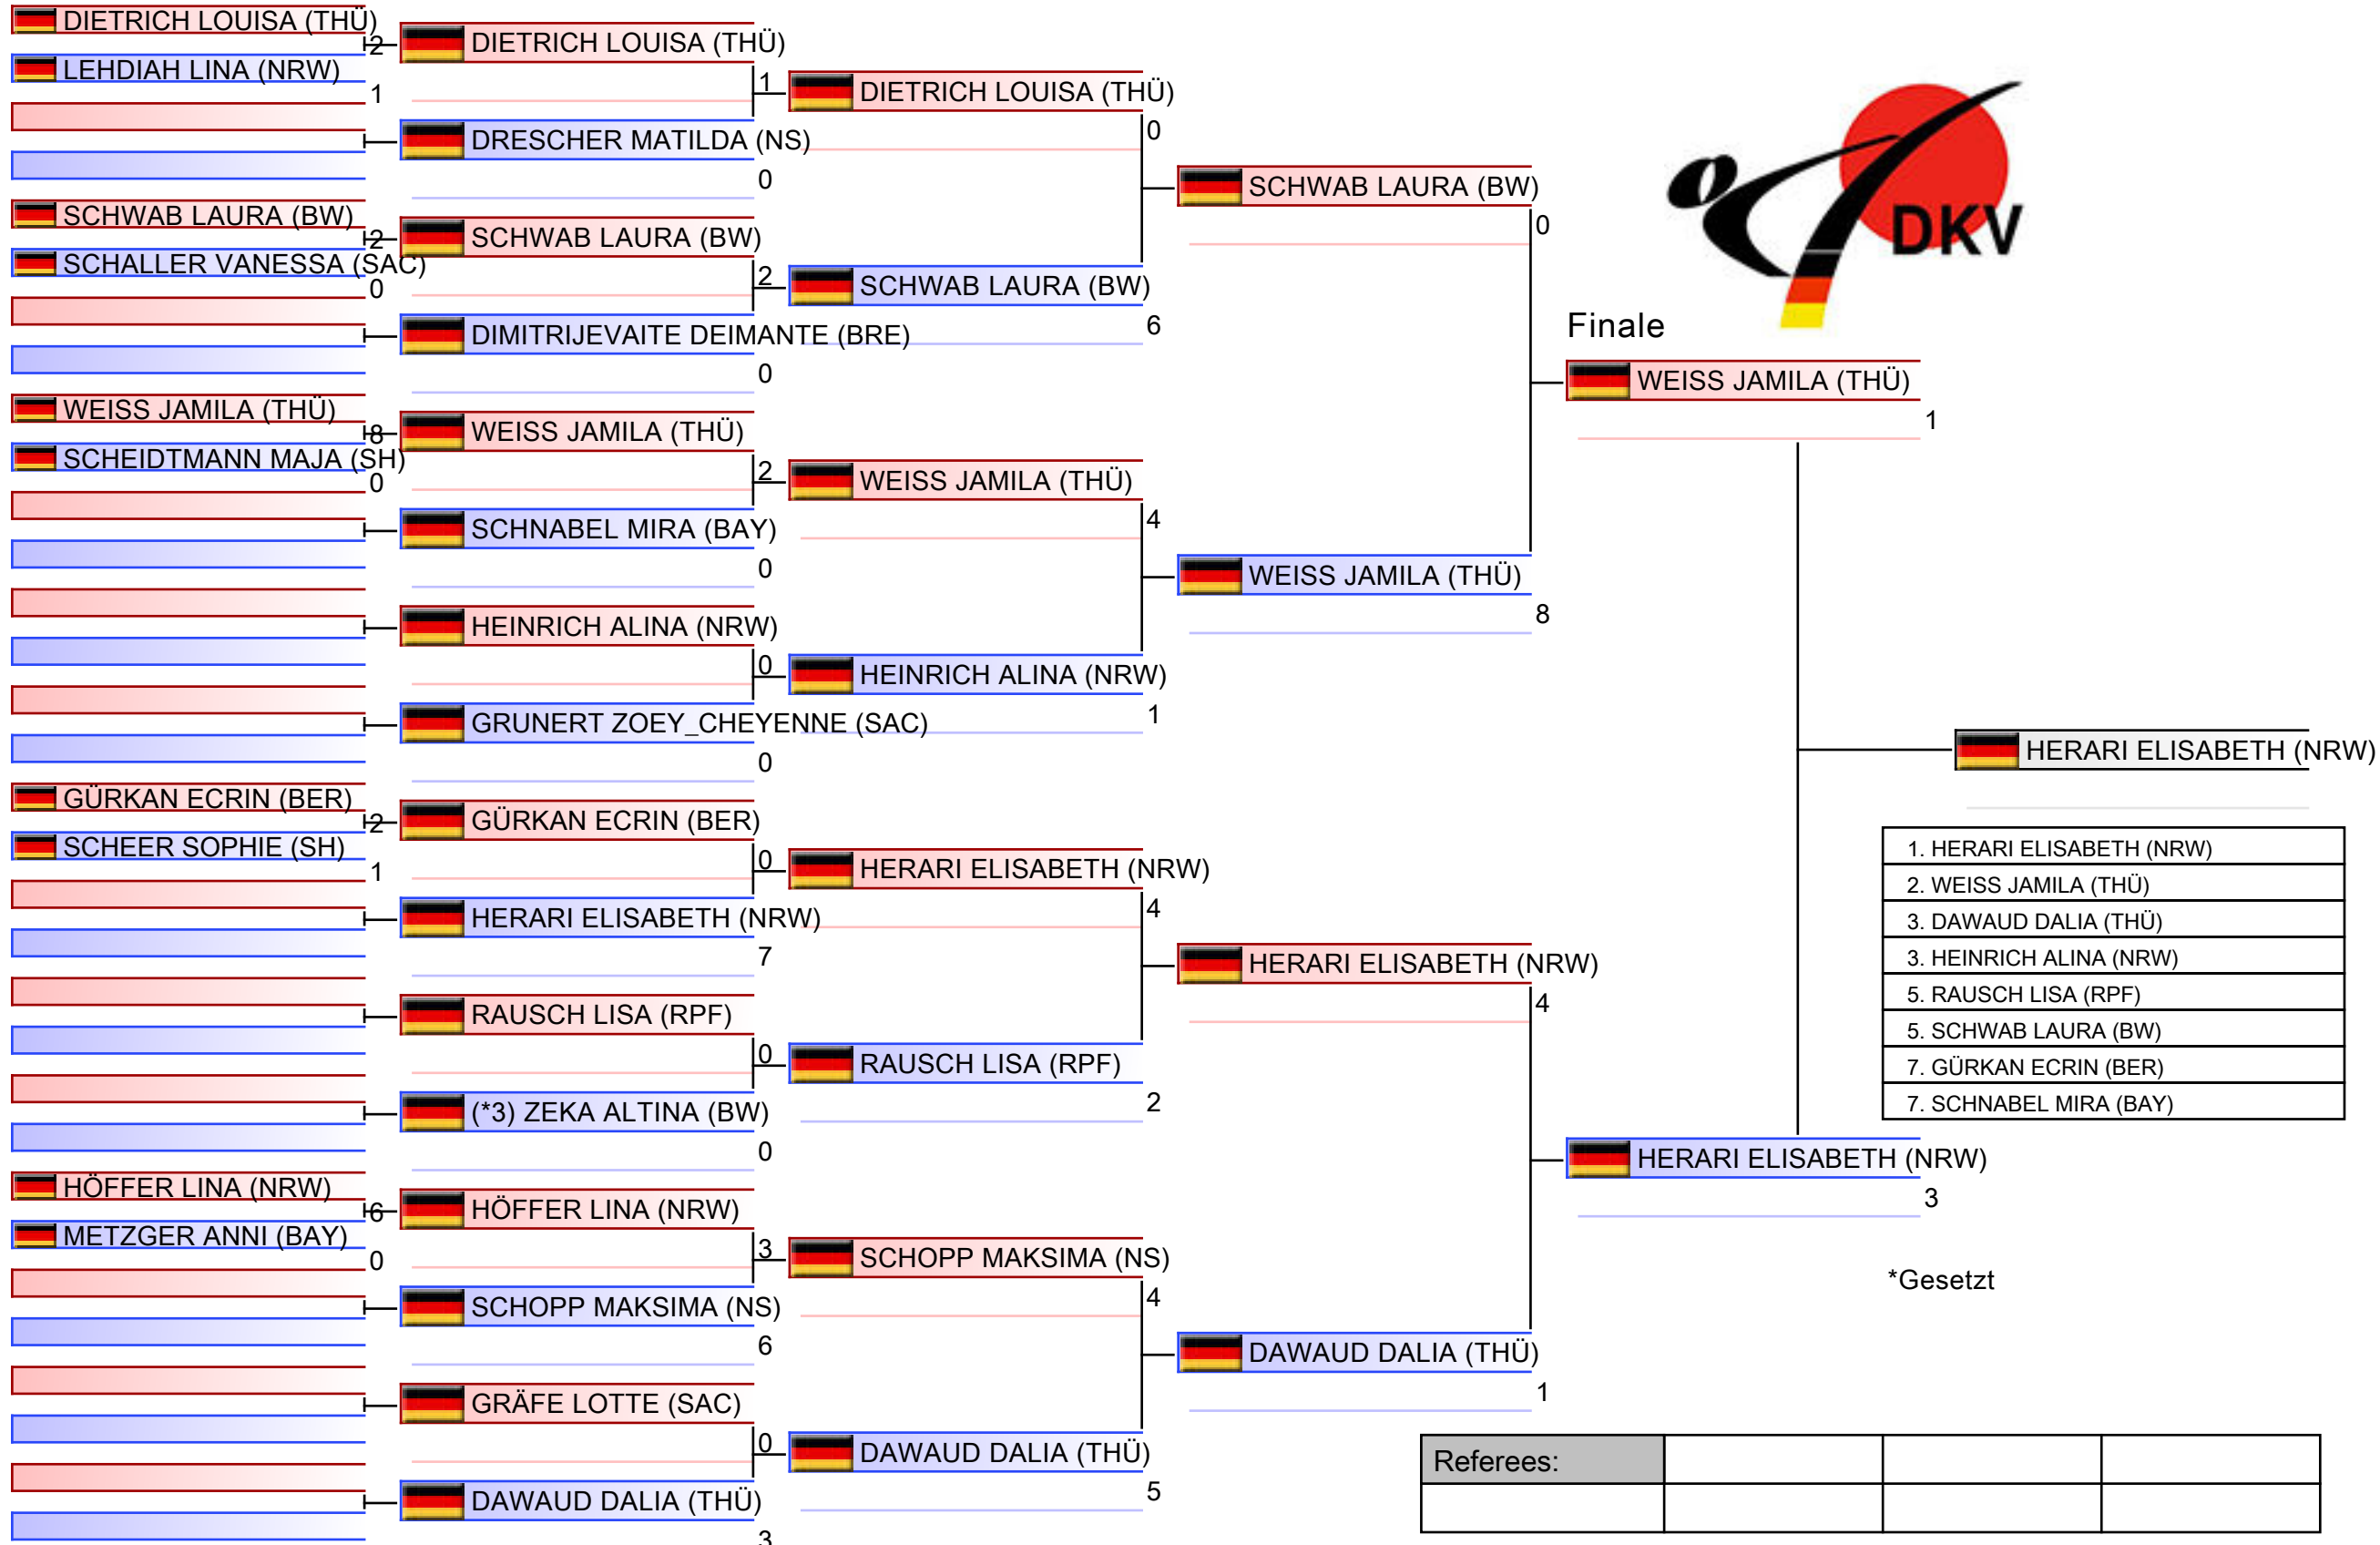 DIETRICH LOUISA (THÜ)
2
LEHDIAH LINA (NRW)
1
SCHWAB LAURA (BW)
2
SCHALLER VANESSA (SAC)
0
WEISS JAMILA (THÜ)
8
SCHEIDTMANN MAJA (SH)
0
GÜRKAN ECRIN (BER)
2
SCHEER SOPHIE (SH)
1
HÖFFER LINA (NRW)
6
METZGER ANNI (BAY)
0
DIETRICH LOUISA (THÜ)
1
DRESCHER MATILDA (NS)
0
SCHWAB LAURA (BW)
2
DIMITRIJEVAITE DEIMANTE (BRE)
0
WEISS JAMILA (THÜ)
2
SCHNABEL MIRA (BAY)
0
HEINRICH ALINA (NRW)
0
GRUNERT ZOEY_CHEYENNE (SAC)
0
GÜRKAN ECRIN (BER)
0
HERARI ELISABETH (NRW)
7
RAUSCH LISA (RPF)
0
(*3) ZEKA ALTINA (BW)
0
HÖFFER LINA (NRW)
3
SCHOPP MAKSIMA (NS)
6
GRÄFE LOTTE (SAC)
0
DAWAUD DALIA (THÜ)
3
DIETRICH LOUISA (THÜ)
0
SCHWAB LAURA (BW)
6
WEISS JAMILA (THÜ)
4
HEINRICH ALINA (NRW)
1
HERARI ELISABETH (NRW)
4
RAUSCH LISA (RPF)
2
SCHOPP MAKSIMA (NS)
4
DAWAUD DALIA (THÜ)
5
SCHWAB LAURA (BW)
0
WEISS JAMILA (THÜ)
8
HERARI ELISABETH (NRW)
4
DAWAUD DALIA (THÜ)
1
DKV
Finale
WEISS JAMILA (THÜ)
1
HERARI ELISABETH (NRW)
3
HERARI ELISABETH (NRW)
1. HERARI ELISABETH (NRW)
2. WEISS JAMILA (THÜ)
3. DAWAUD DALIA (THÜ)
3. HEINRICH ALINA (NRW)
5. RAUSCH LISA (RPF)
5. SCHWAB LAURA (BW)
7. GÜRKAN ECRIN (BER)
7. SCHNABEL MIRA (BAY)
*Gesetzt
Referees: